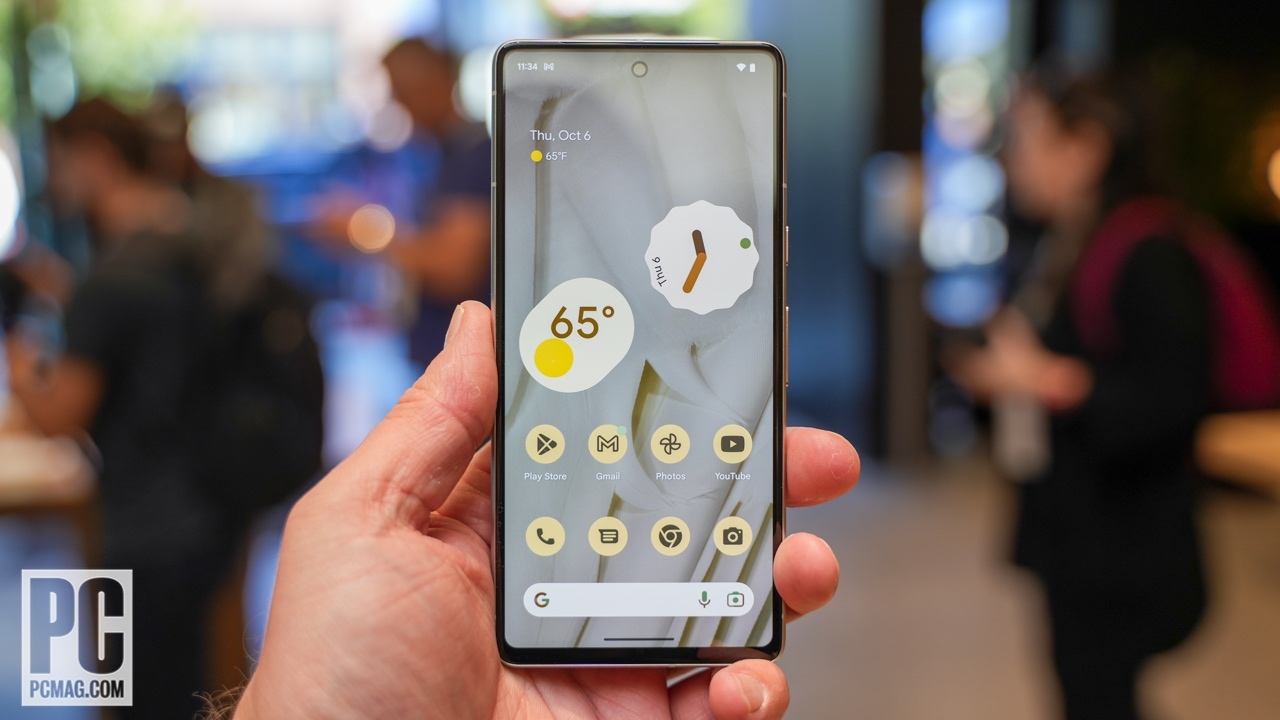 11:34
Thu, Oct 6
65°F
Thu 6
65°
Play Store Gmail Photos YouTube
G
PC
PCMAG.COM